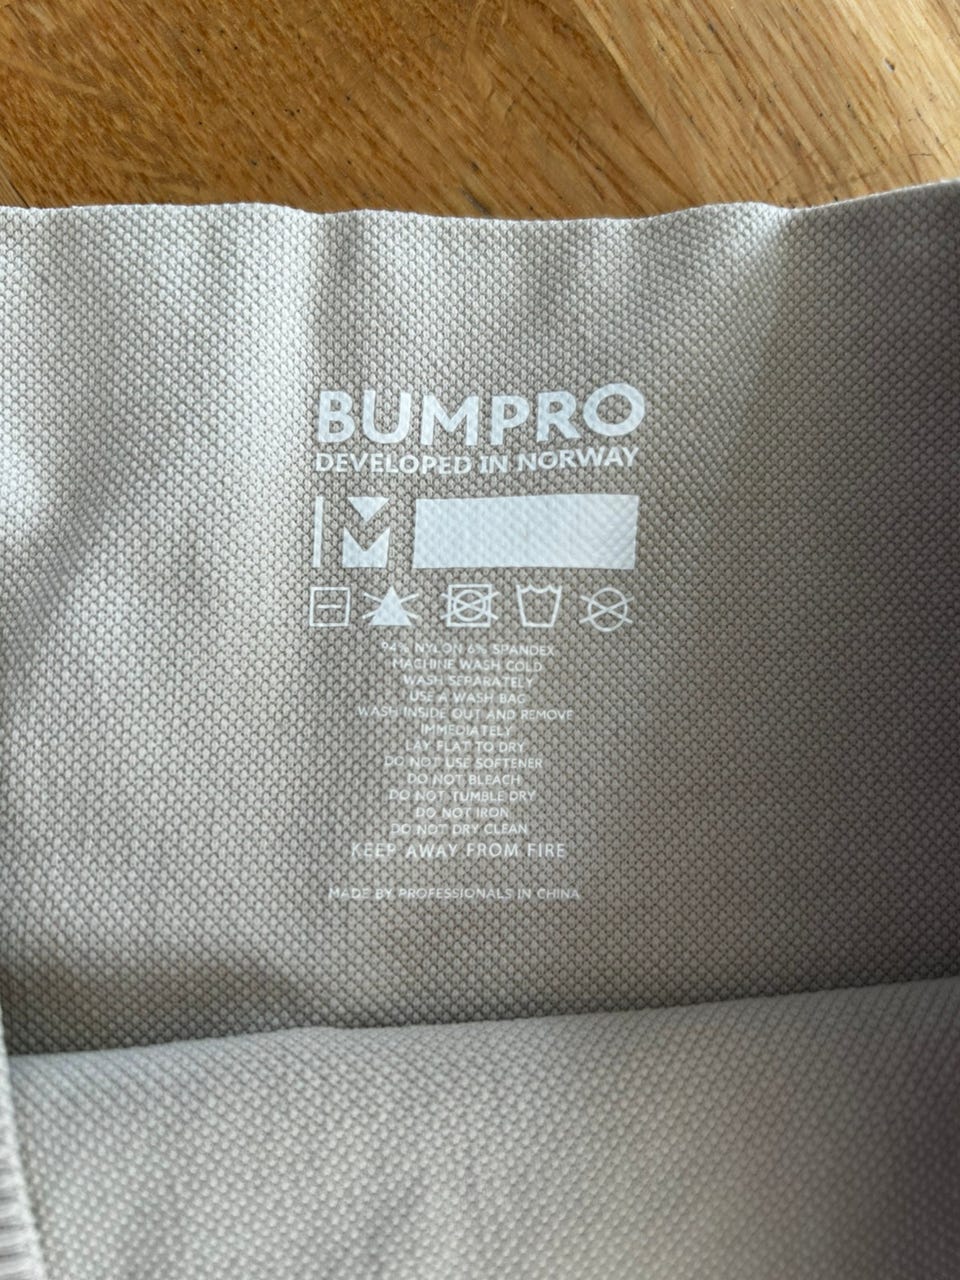 BUMPRO
DEVELOPED IN NORWAY
M
94% NYLON 6% SPANDEX
MACHINE WASH COLD
WASH SEPARATELY
USE A WASH BAG
WASH INSIDE OUT AND REMOVE
IMMEDIATELY
LAY FLAT TO DRY
DO NOT USE SOFTENER
DO NOT BLEACH
DO NOT TUMBLE DRY
DO NOT IRON
DO NOT DRY CLEAN
KEEP AWAY FROM FIRE
MADE BY PROFESSIONALS IN CHINA